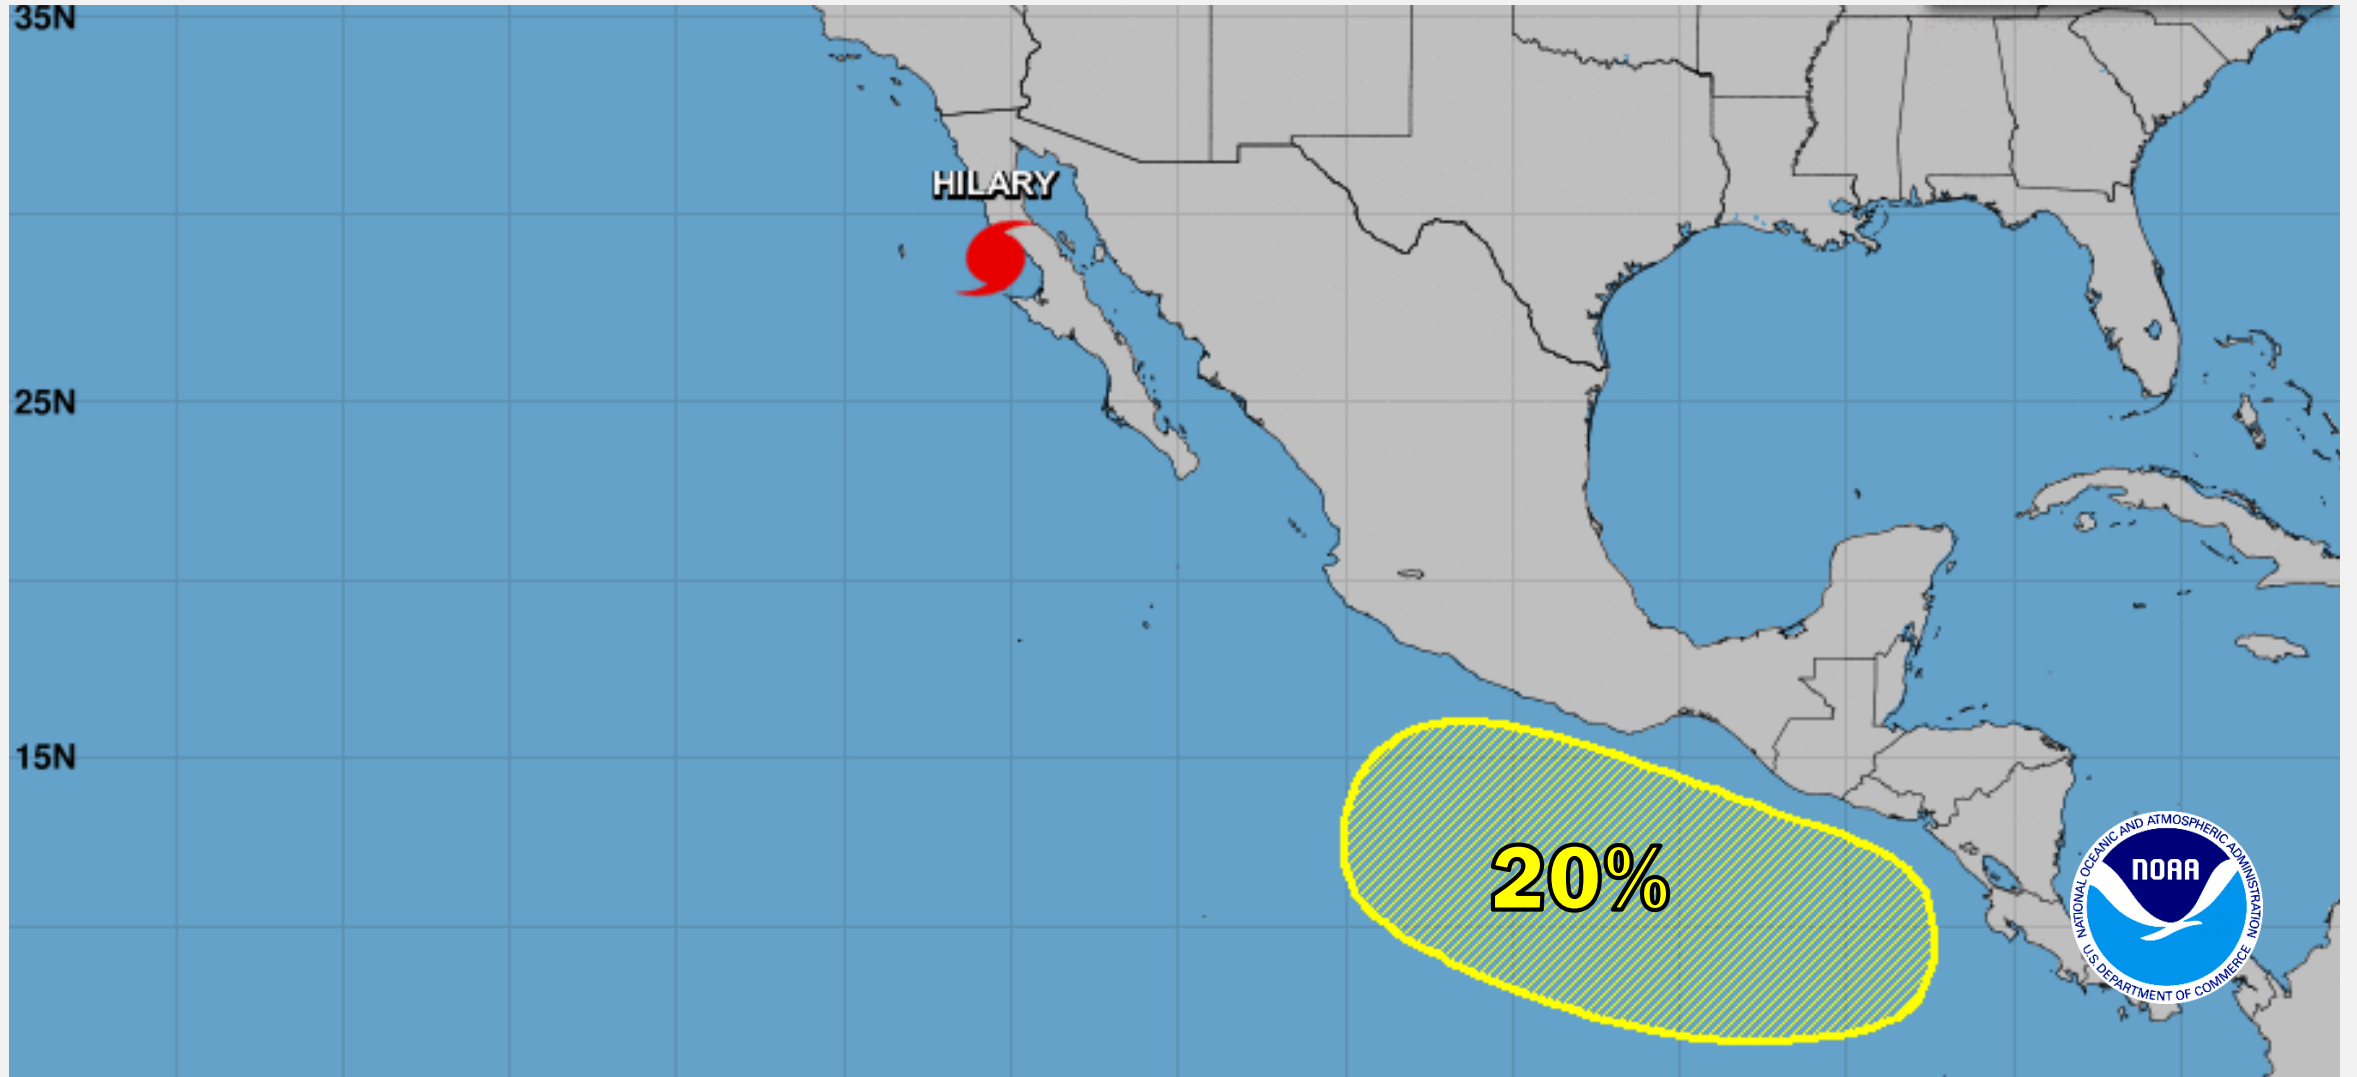 35N
HILARY
25N
15N
20%
NATIONAL OCEANIC AND ATMOSPHERIC ADMINISTRATION
NOAA
U.S. DEPARTMENT OF COMMERCE